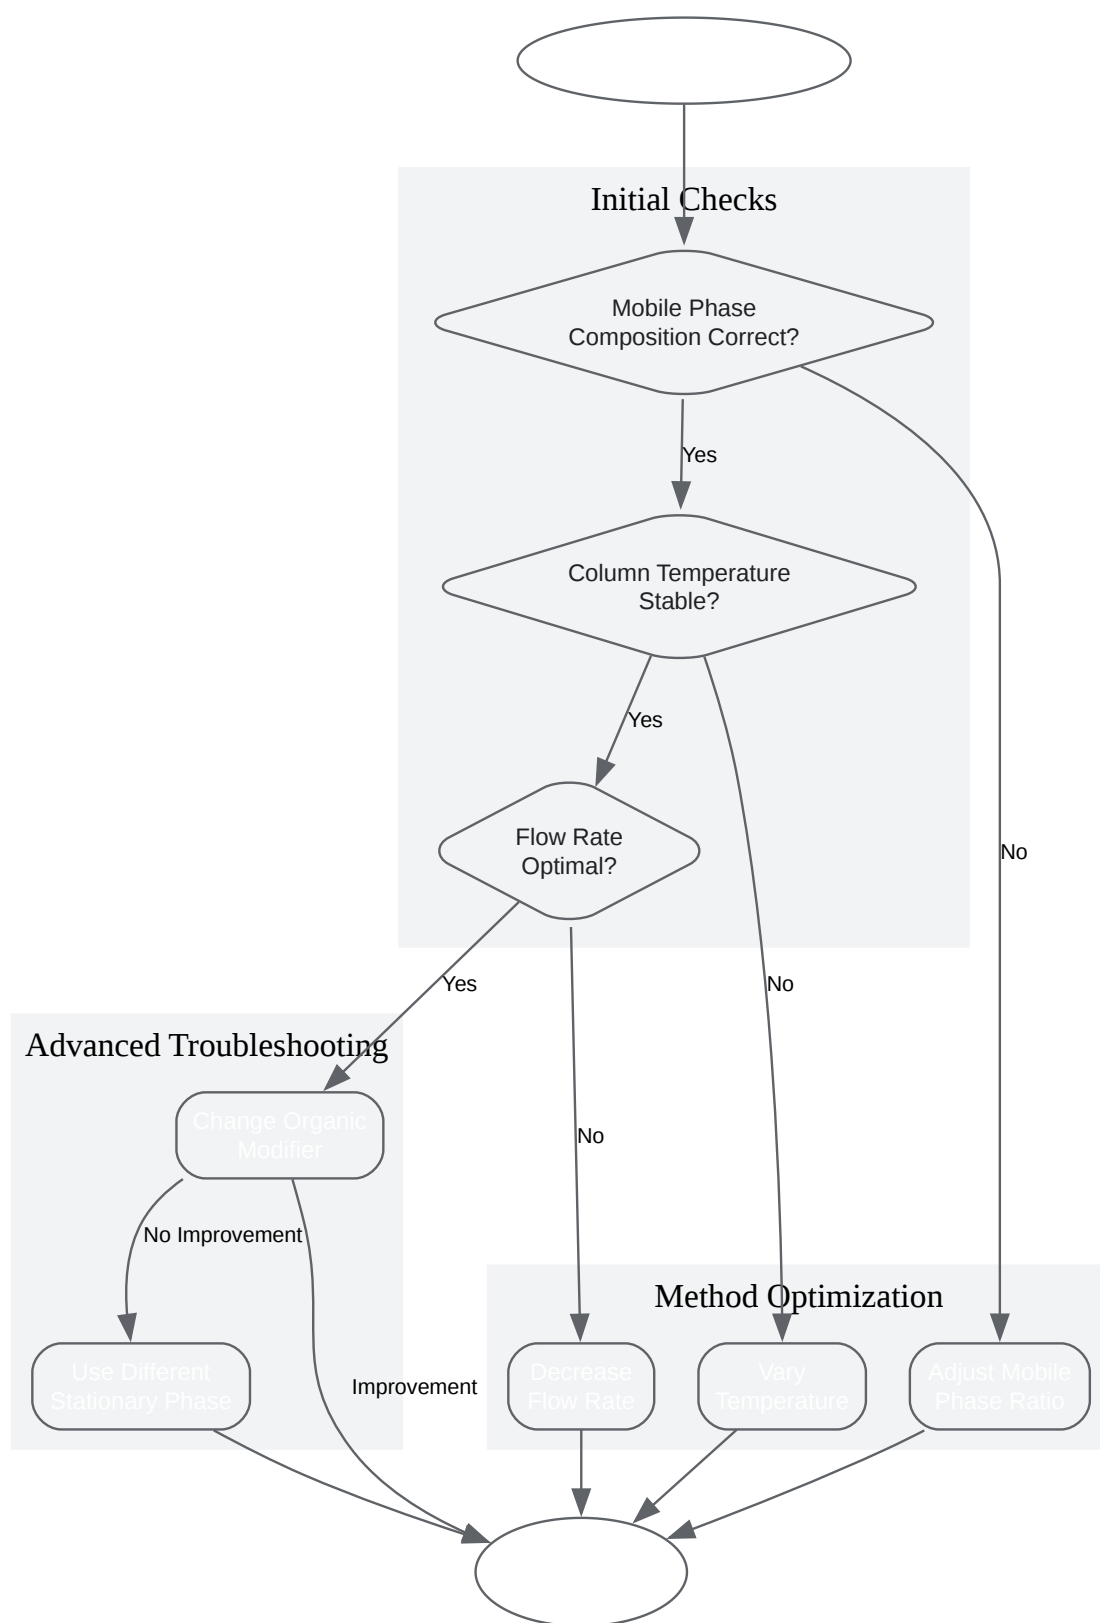 Initial Checks
Mobile Phase
Composition Correct?
Yes
Column Temperature
Stable?
Yes
Flow Rate
Optimal?
No
Yes
No
Advanced Troubleshooting
Change Organic
Modifier
No
No Improvement
Method Optimization
Use Different
Stationary Phase
Improvement
Decrease
Flow Rate
Vary
Temperature
Adjust Mobile
Phase Ratio